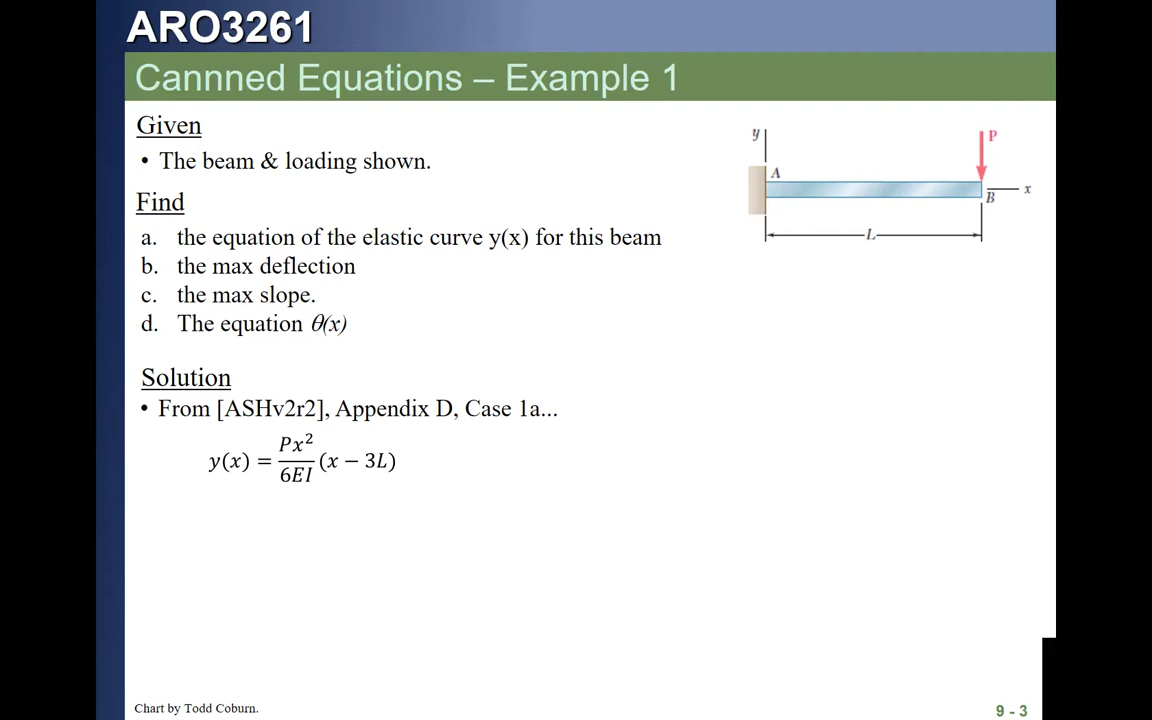 ARO3261
Cannned Equations – Example 1
Given
• The beam & loading shown.
Find
a. the equation of the elastic curve y(x) for this beam
b. the max deflection
c. the max slope.
d. The equation θ(x)
y
P
A
B
x
L
Solution
• From [ASHv2r2], Appendix D, Case 1a...
y(x) = Px²/6EI (x − 3L)
Chart by Todd Coburn.
9 - 3